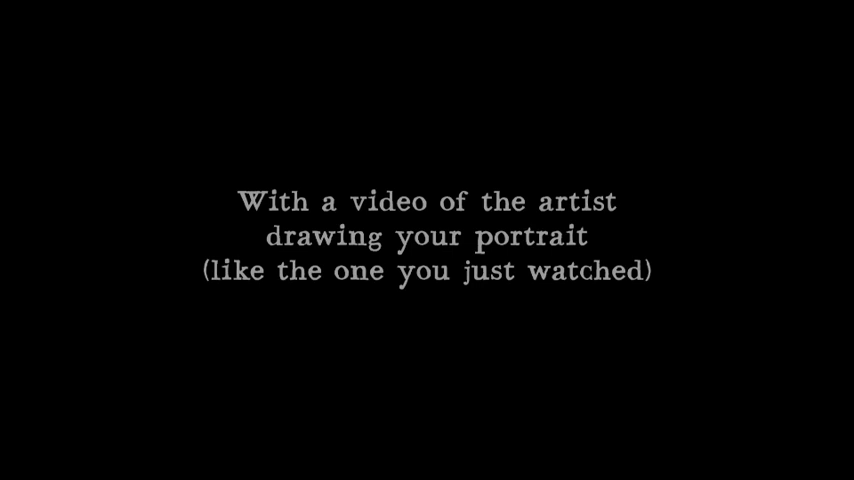 With a video of the artist
drawing your portrait
(like the one you just watched)